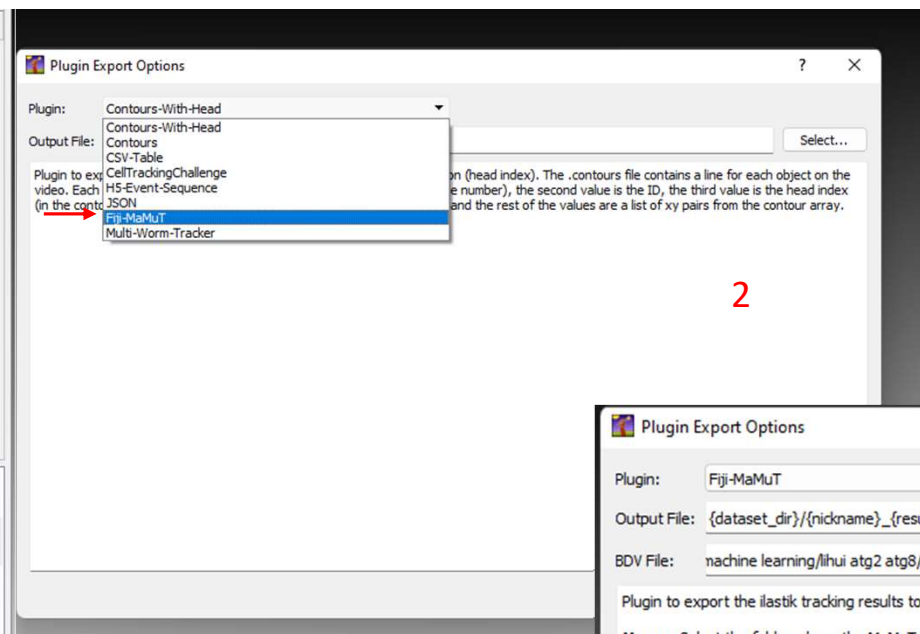 Plugin Export Options
?
Plugin: Contours-With-Head
Contours-With-Head
Output File: Contours
Select...
CSV-Table
CellTrackingChallenge
H5-Event-Sequence
JSON
Fiji-MaMuT
Multi-Worm-Tracker
Plugin to (head index). The .contours file contains a line for each object on the
video. Each number), the second value is the ID, the third value is the head index
(in the and the rest of the values are a list of xy pairs from the contour array.
2
Plugin Export Options
Plugin: Fiji-MaMuT
Output File: {dataset_dir}/{nickname}_{resu
BDV File: machine learning/lihui atg2 atg8/
Plugin to export the ilastik tracking results to